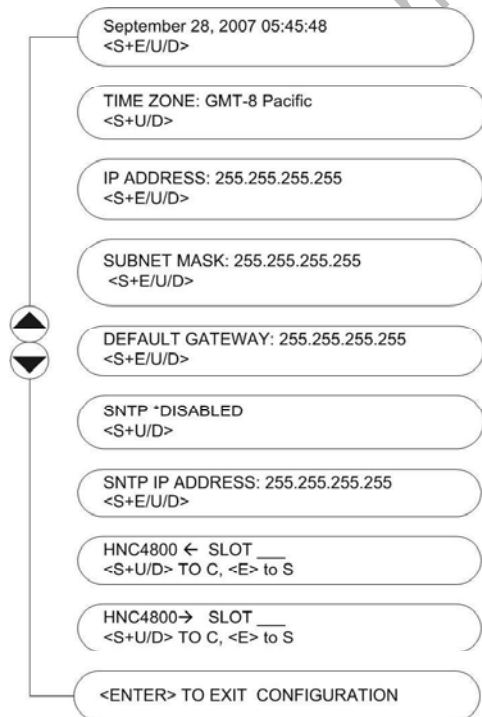 September 28, 2007 05:45:48
<S+E/U/D>
TIME ZONE: GMT-8 Pacific
<S+U/D>
IP ADDRESS: 255.255.255.255
<S+E/U/D>
SUBNET MASK: 255.255.255.255
<S+E/U/D>
DEFAULT GATEWAY: 255.255.255.255
<S+E/U/D>
SNTP *DISABLED
<S+U/D>
SNTP IP ADDRESS: 255.255.255.255
<S+E/U/D>
HNC4800 ← SLOT ___
<S+U/D> TO C, <E> to S
HNC4800→ SLOT ___
<S+U/D> TO C, <E> to S
<ENTER> TO EXIT CONFIGURATION